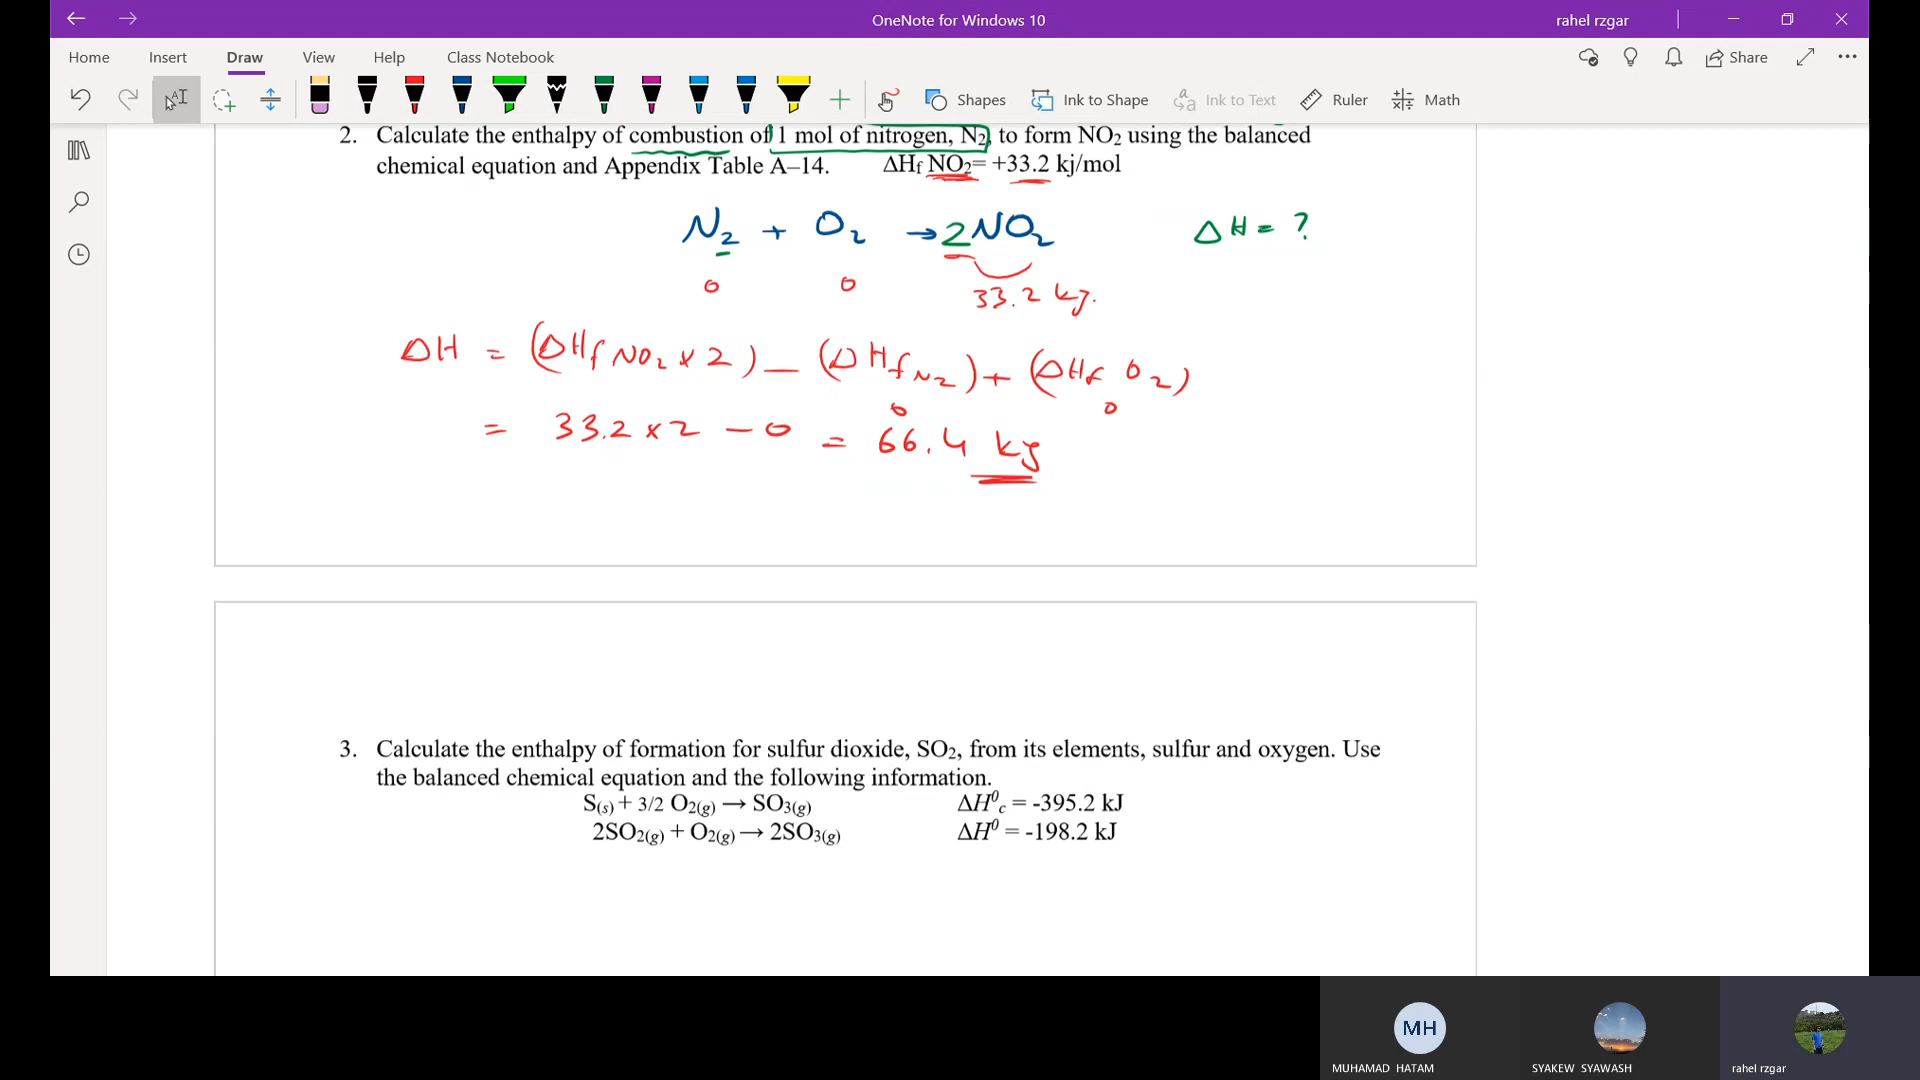 OneNote for Windows 10
rahel rzgar
Home Insert Draw View Help Class Notebook
Share
Shapes Ink to Shape Ink to Text Ruler Math
2. Calculate the enthalpy of combustion of 1 mol of nitrogen, N2, to form NO2 using the balanced
chemical equation and Appendix Table A–14. ΔHf NO2= +33.2 kj/mol
N2 + O2 → 2NO2 ΔH = ?
0 0 33.2 kj.
ΔH = (ΔHf NO2 x 2) – (ΔHf N2) + (ΔHf O2)
0 0
= 33.2 x 2 – 0 = 66.4 kj
3. Calculate the enthalpy of formation for sulfur dioxide, SO2, from its elements, sulfur and oxygen. Use
the balanced chemical equation and the following information.
S(s) + 3/2 O2(g) → SO3(g) ΔH0c = -395.2 kJ
2SO2(g) + O2(g) → 2SO3(g) ΔH0 = -198.2 kJ
MH
MUHAMAD HATAM SYAKEW SYAWASH rahel rzgar